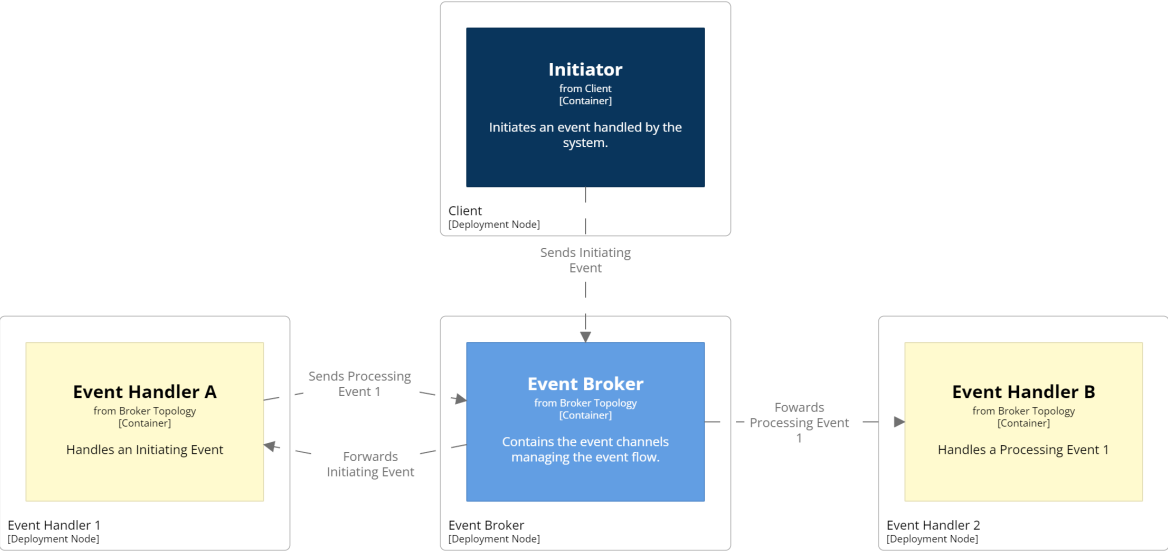 Initiator
from Client
[Container]
Initiates an event handled by the
system.
Client
[Deployment Node]
Sends Initiating
Event
Event Handler A
from Broker Topology
[Container]
Handles an Initiating Event
Event Handler 1
[Deployment Node]
Sends Processing
Event 1
Forwards
Initiating Event
Event Broker
from Broker Topology
[Container]
Contains the event channels
managing the event flow.
Event Broker
[Deployment Node]
Fowards
Processing Event
1
Event Handler B
from Broker Topology
[Container]
Handles a Processing Event 1
Event Handler 2
[Deployment Node]